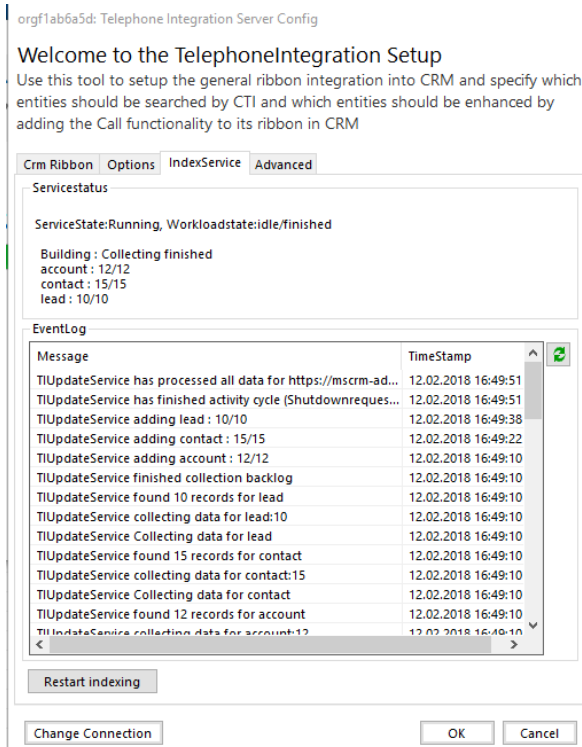 orgf1ab6a5d: Telephone Integration Server Config
Welcome to the TelephoneIntegration Setup
Use this tool to setup the general ribbon integration into CRM and specify which
entities should be searched by CTI and which entities should be enhanced by
adding the Call functionality to its ribbon in CRM
Crm Ribbon Options IndexService Advanced
Servicestatus
ServiceState:Running, Workloadstate:idle/finished
Building : Collecting finished
account : 12/12
contact : 15/15
lead : 10/10
EventLog
Message TimeStamp
TIUpdateService has processed all data for https://mscrm-ad... 12.02.2018 16:49:51
TIUpdateService has finished activity cycle (Shutdownreques... 12.02.2018 16:49:51
TIUpdateService adding lead : 10/10 12.02.2018 16:49:38
TIUpdateService adding contact : 15/15 12.02.2018 16:49:22
TIUpdateService adding account : 12/12 12.02.2018 16:49:10
TIUpdateService finished collection backlog 12.02.2018 16:49:10
TIUpdateService found 10 records for lead 12.02.2018 16:49:10
TIUpdateService collecting data for lead:10 12.02.2018 16:49:10
TIUpdateService Collecting data for lead 12.02.2018 16:49:10
TIUpdateService found 15 records for contact 12.02.2018 16:49:10
TIUpdateService collecting data for contact:15 12.02.2018 16:49:10
TIUpdateService Collecting data for contact 12.02.2018 16:49:10
TIUpdateService found 12 records for account 12.02.2018 16:49:10
TIUpdateService collecting data for account:12 12.02.2018 16:49:10
Restart indexing
Change Connection OK Cancel